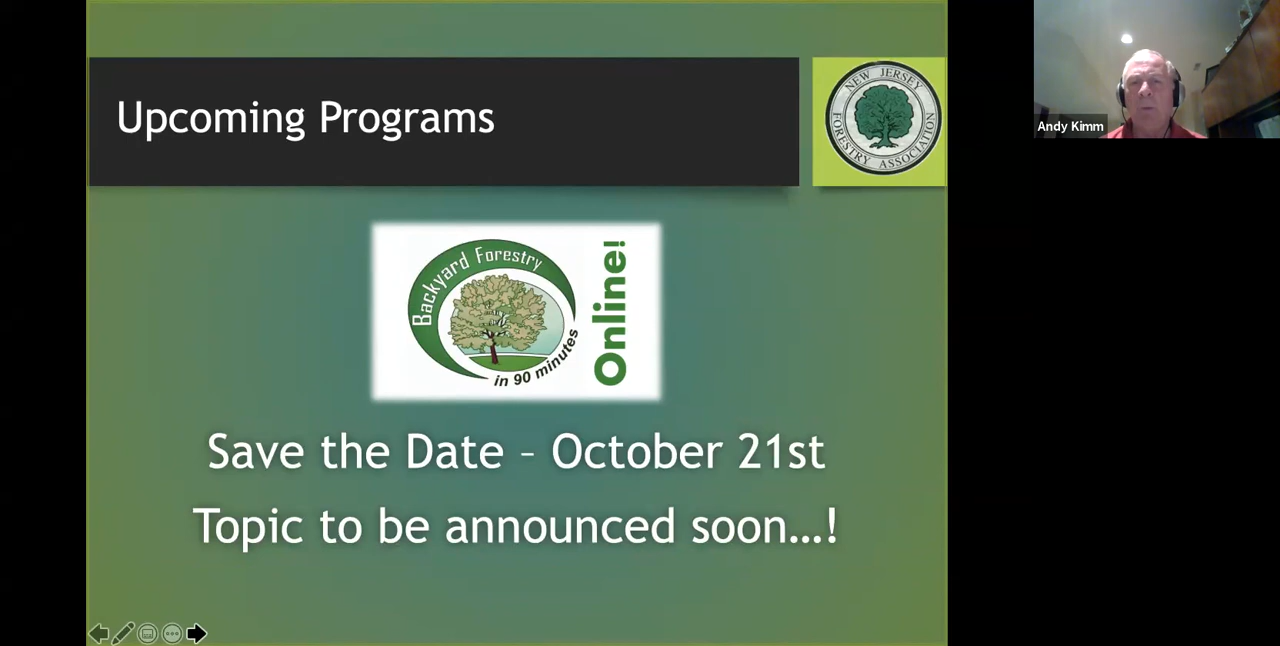 Upcoming Programs
NEW JERSEY
FORESTRY ASSOCIATION
Andy Kimm
Backyard Forestry
in 90 minutes
Online!
Save the Date – October 21st
Topic to be announced soon...!